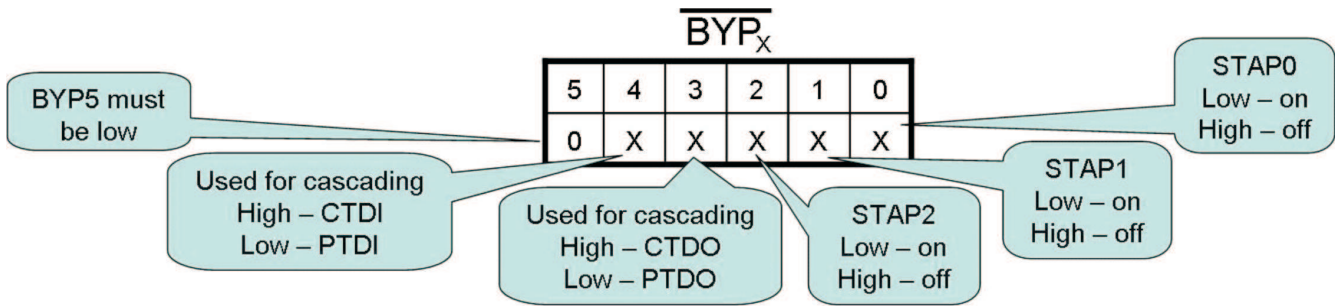 BYPX
5 4 3 2 1 0
0 X X X X X
BYP5 must
be low
Used for cascading
High – CTDI
Low – PTDI
Used for cascading
High – CTDO
Low – PTDO
STAP2
Low – on
High – off
STAP1
Low – on
High – off
STAP0
Low – on
High – off